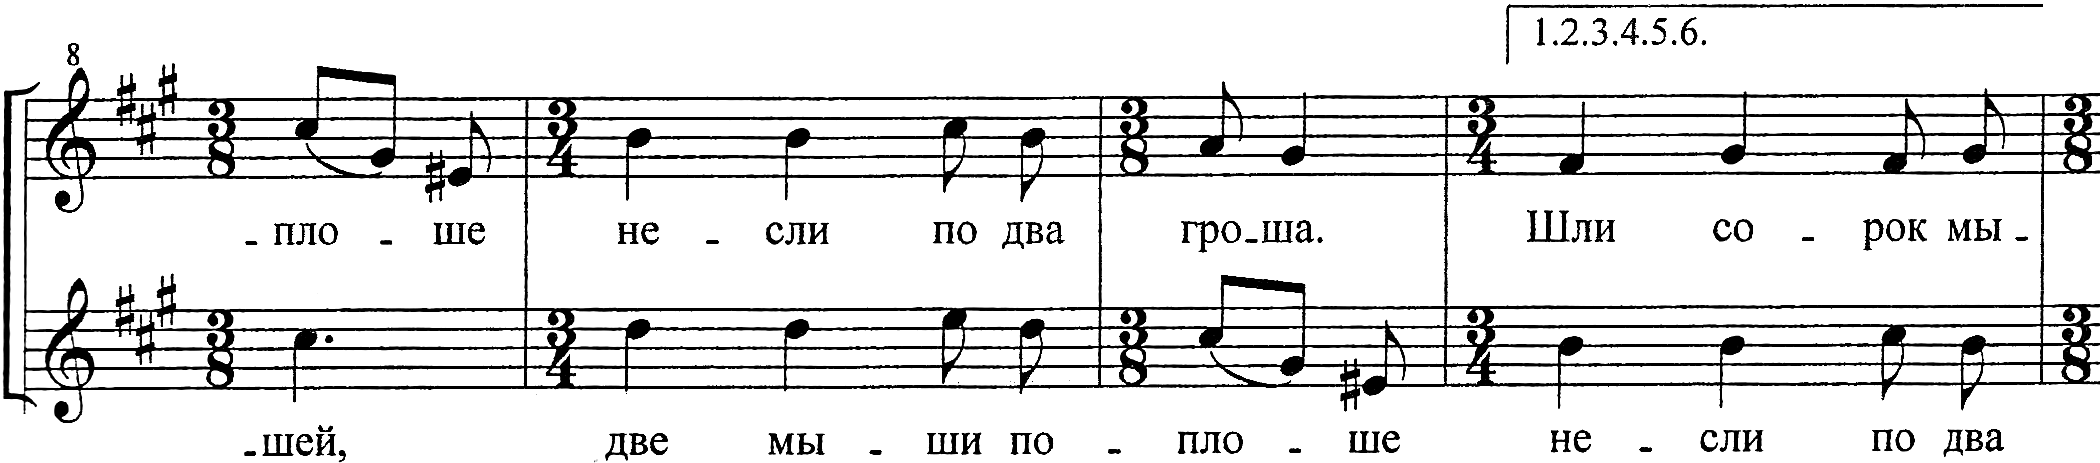 1.2.3.4.5.6.
8
- пло - ше не - сли по два гро-ша. Шли со - рок мы -
-шей, две мы - ши по - пло - ше не - сли по два